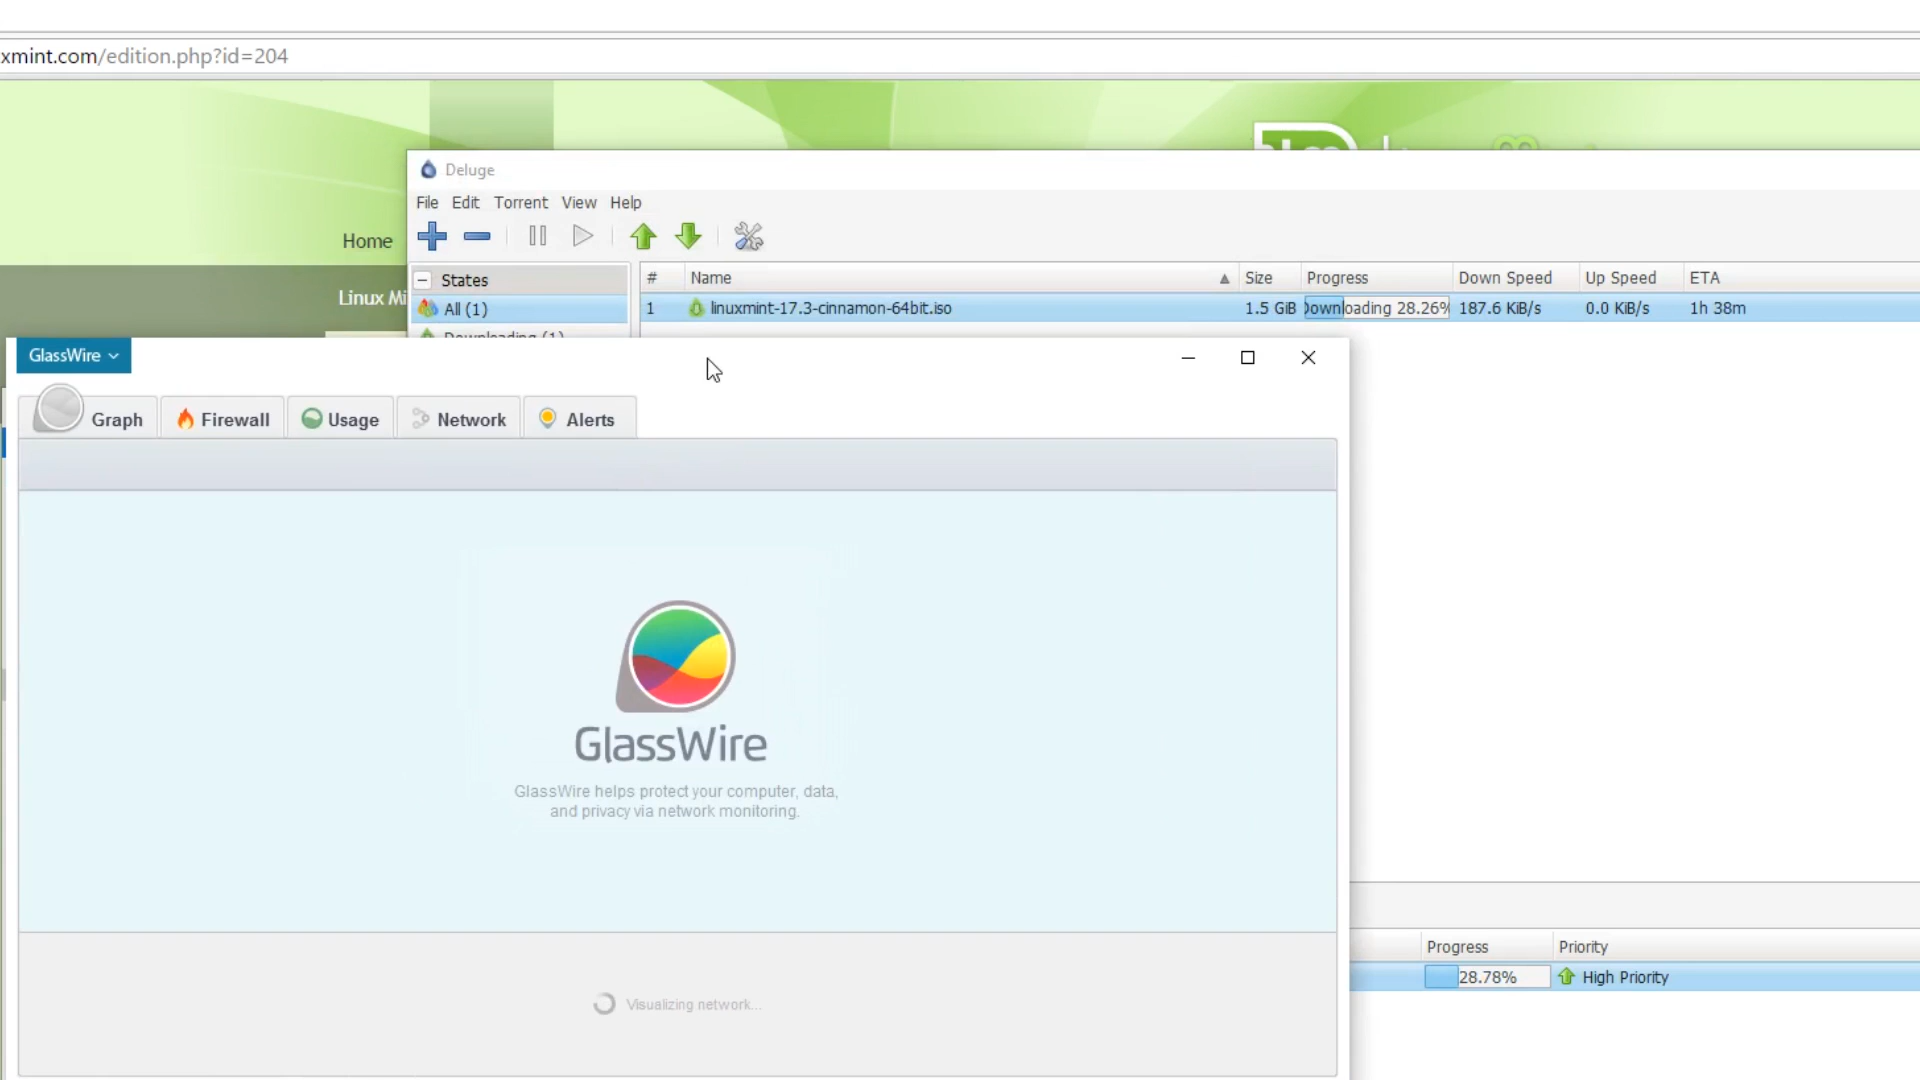 xmint.com/edition.php?id=204
Deluge
File Edit Torrent View Help
Home
States
# Name Size Progress Down Speed Up Speed ETA
Linux Mi
All (1)
1 linuxmint-17.3-cinnamon-64bit.iso 1.5 GiB Downloading 28.26% 187.6 KiB/s 0.0 KiB/s 1h 38m
Downloading (1)
GlassWire
Graph Firewall Usage Network Alerts
GlassWire
GlassWire helps protect your computer, data,
and privacy via network monitoring.
Progress Priority
28.78% High Priority
Visualizing network...